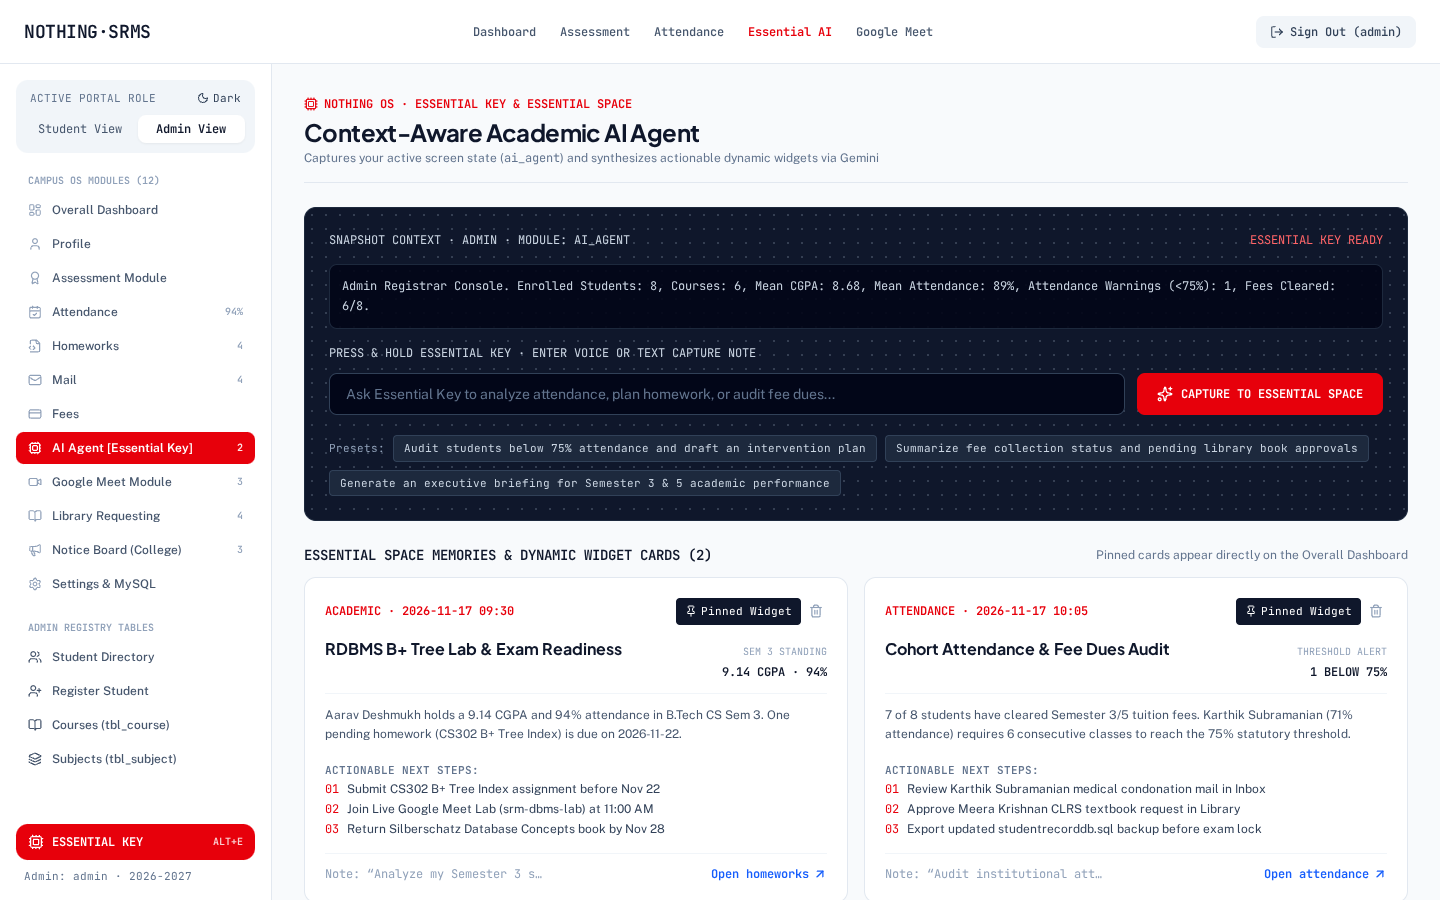 NOTHING·SRMS
Dashboard
Assessment
Attendance
Essential AI
Google Meet
Sign Out (admin)
ACTIVE PORTAL ROLE
Dark
Student View
Admin View
CAMPUS OS MODULES (12)
Overall Dashboard
Profile
Assessment Module
Attendance 94%
Homeworks 4
Mail 4
Fees
AI Agent [Essential Key] 2
Google Meet Module 3
Library Requesting 4
Notice Board (College) 3
Settings & MySQL
ADMIN REGISTRY TABLES
Student Directory
Register Student
Courses (tbl_course)
Subjects (tbl_subject)
ESSENTIAL KEY ALT+E
Admin: admin · 2026-2027
NOTHING OS · ESSENTIAL KEY & ESSENTIAL SPACE
Context-Aware Academic AI Agent
Captures your active screen state (ai_agent) and synthesizes actionable dynamic widgets via Gemini
SNAPSHOT CONTEXT · ADMIN · MODULE: AI_AGENT
ESSENTIAL KEY READY
Admin Registrar Console. Enrolled Students: 8, Courses: 6, Mean CGPA: 8.68, Mean Attendance: 89%, Attendance Warnings (<75%): 1, Fees Cleared:
6/8.
PRESS & HOLD ESSENTIAL KEY · ENTER VOICE OR TEXT CAPTURE NOTE
Ask Essential Key to analyze attendance, plan homework, or audit fee dues...
CAPTURE TO ESSENTIAL SPACE
Presets:
Audit students below 75% attendance and draft an intervention plan
Summarize fee collection status and pending library book approvals
Generate an executive briefing for Semester 3 & 5 academic performance
ESSENTIAL SPACE MEMORIES & DYNAMIC WIDGET CARDS (2)
Pinned cards appear directly on the Overall Dashboard
ACADEMIC · 2026-11-17 09:30
Pinned Widget
RDBMS B+ Tree Lab & Exam Readiness
SEM 3 STANDING
9.14 CGPA · 94%
Aarav Deshmukh holds a 9.14 CGPA and 94% attendance in B.Tech CS Sem 3. One
pending homework (CS302 B+ Tree Index) is due on 2026-11-22.
ACTIONABLE NEXT STEPS:
01 Submit CS302 B+ Tree Index assignment before Nov 22
02 Join Live Google Meet Lab (srm-dbms-lab) at 11:00 AM
03 Return Silberschatz Database Concepts book by Nov 28
Note: “Analyze my Semester 3 s…
Open homeworks
ATTENDANCE · 2026-11-17 10:05
Pinned Widget
Cohort Attendance & Fee Dues Audit
THRESHOLD ALERT
1 BELOW 75%
7 of 8 students have cleared Semester 3/5 tuition fees. Karthik Subramanian (71%
attendance) requires 6 consecutive classes to reach the 75% statutory threshold.
ACTIONABLE NEXT STEPS:
01 Review Karthik Subramanian medical condonation mail in Inbox
02 Approve Meera Krishnan CLRS textbook request in Library
03 Export updated studentrecorddb.sql backup before exam lock
Note: “Audit institutional att…
Open attendance